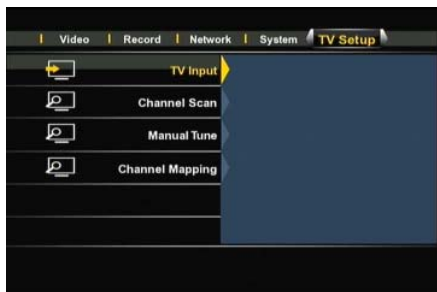 Video Record Network System TV Setup
TV Input
Channel Scan
Manual Tune
Channel Mapping